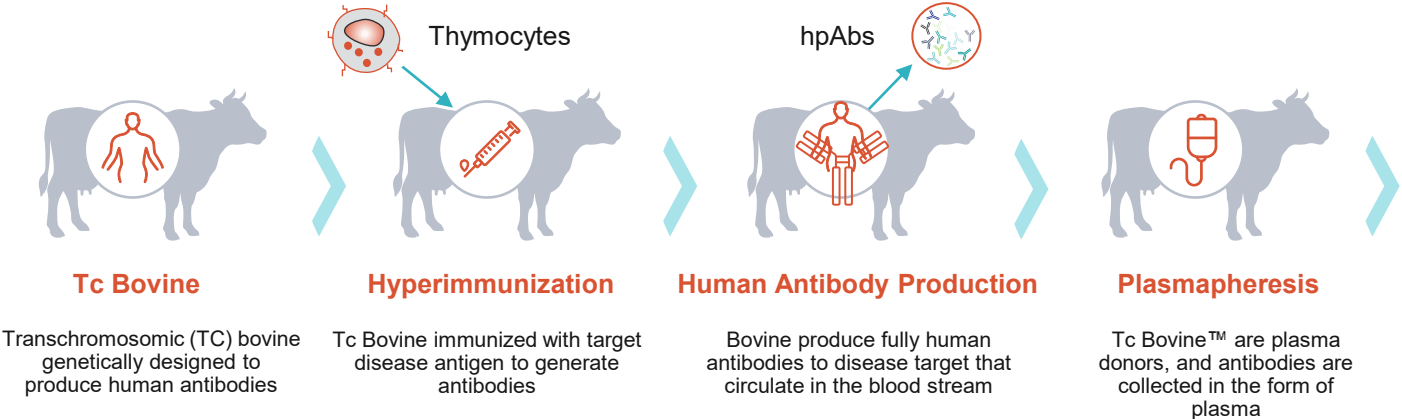 Thymocytes
hpAbs
Tc Bovine
Transchromosomic (TC) bovine
genetically designed to
produce human antibodies
Hyperimmunization
Tc Bovine immunized with target
disease antigen to generate
antibodies
Human Antibody Production
Bovine produce fully human
antibodies to disease target that
circulate in the blood stream
Plasmapheresis
Tc Bovine™ are plasma
donors, and antibodies are
collected in the form of
plasma